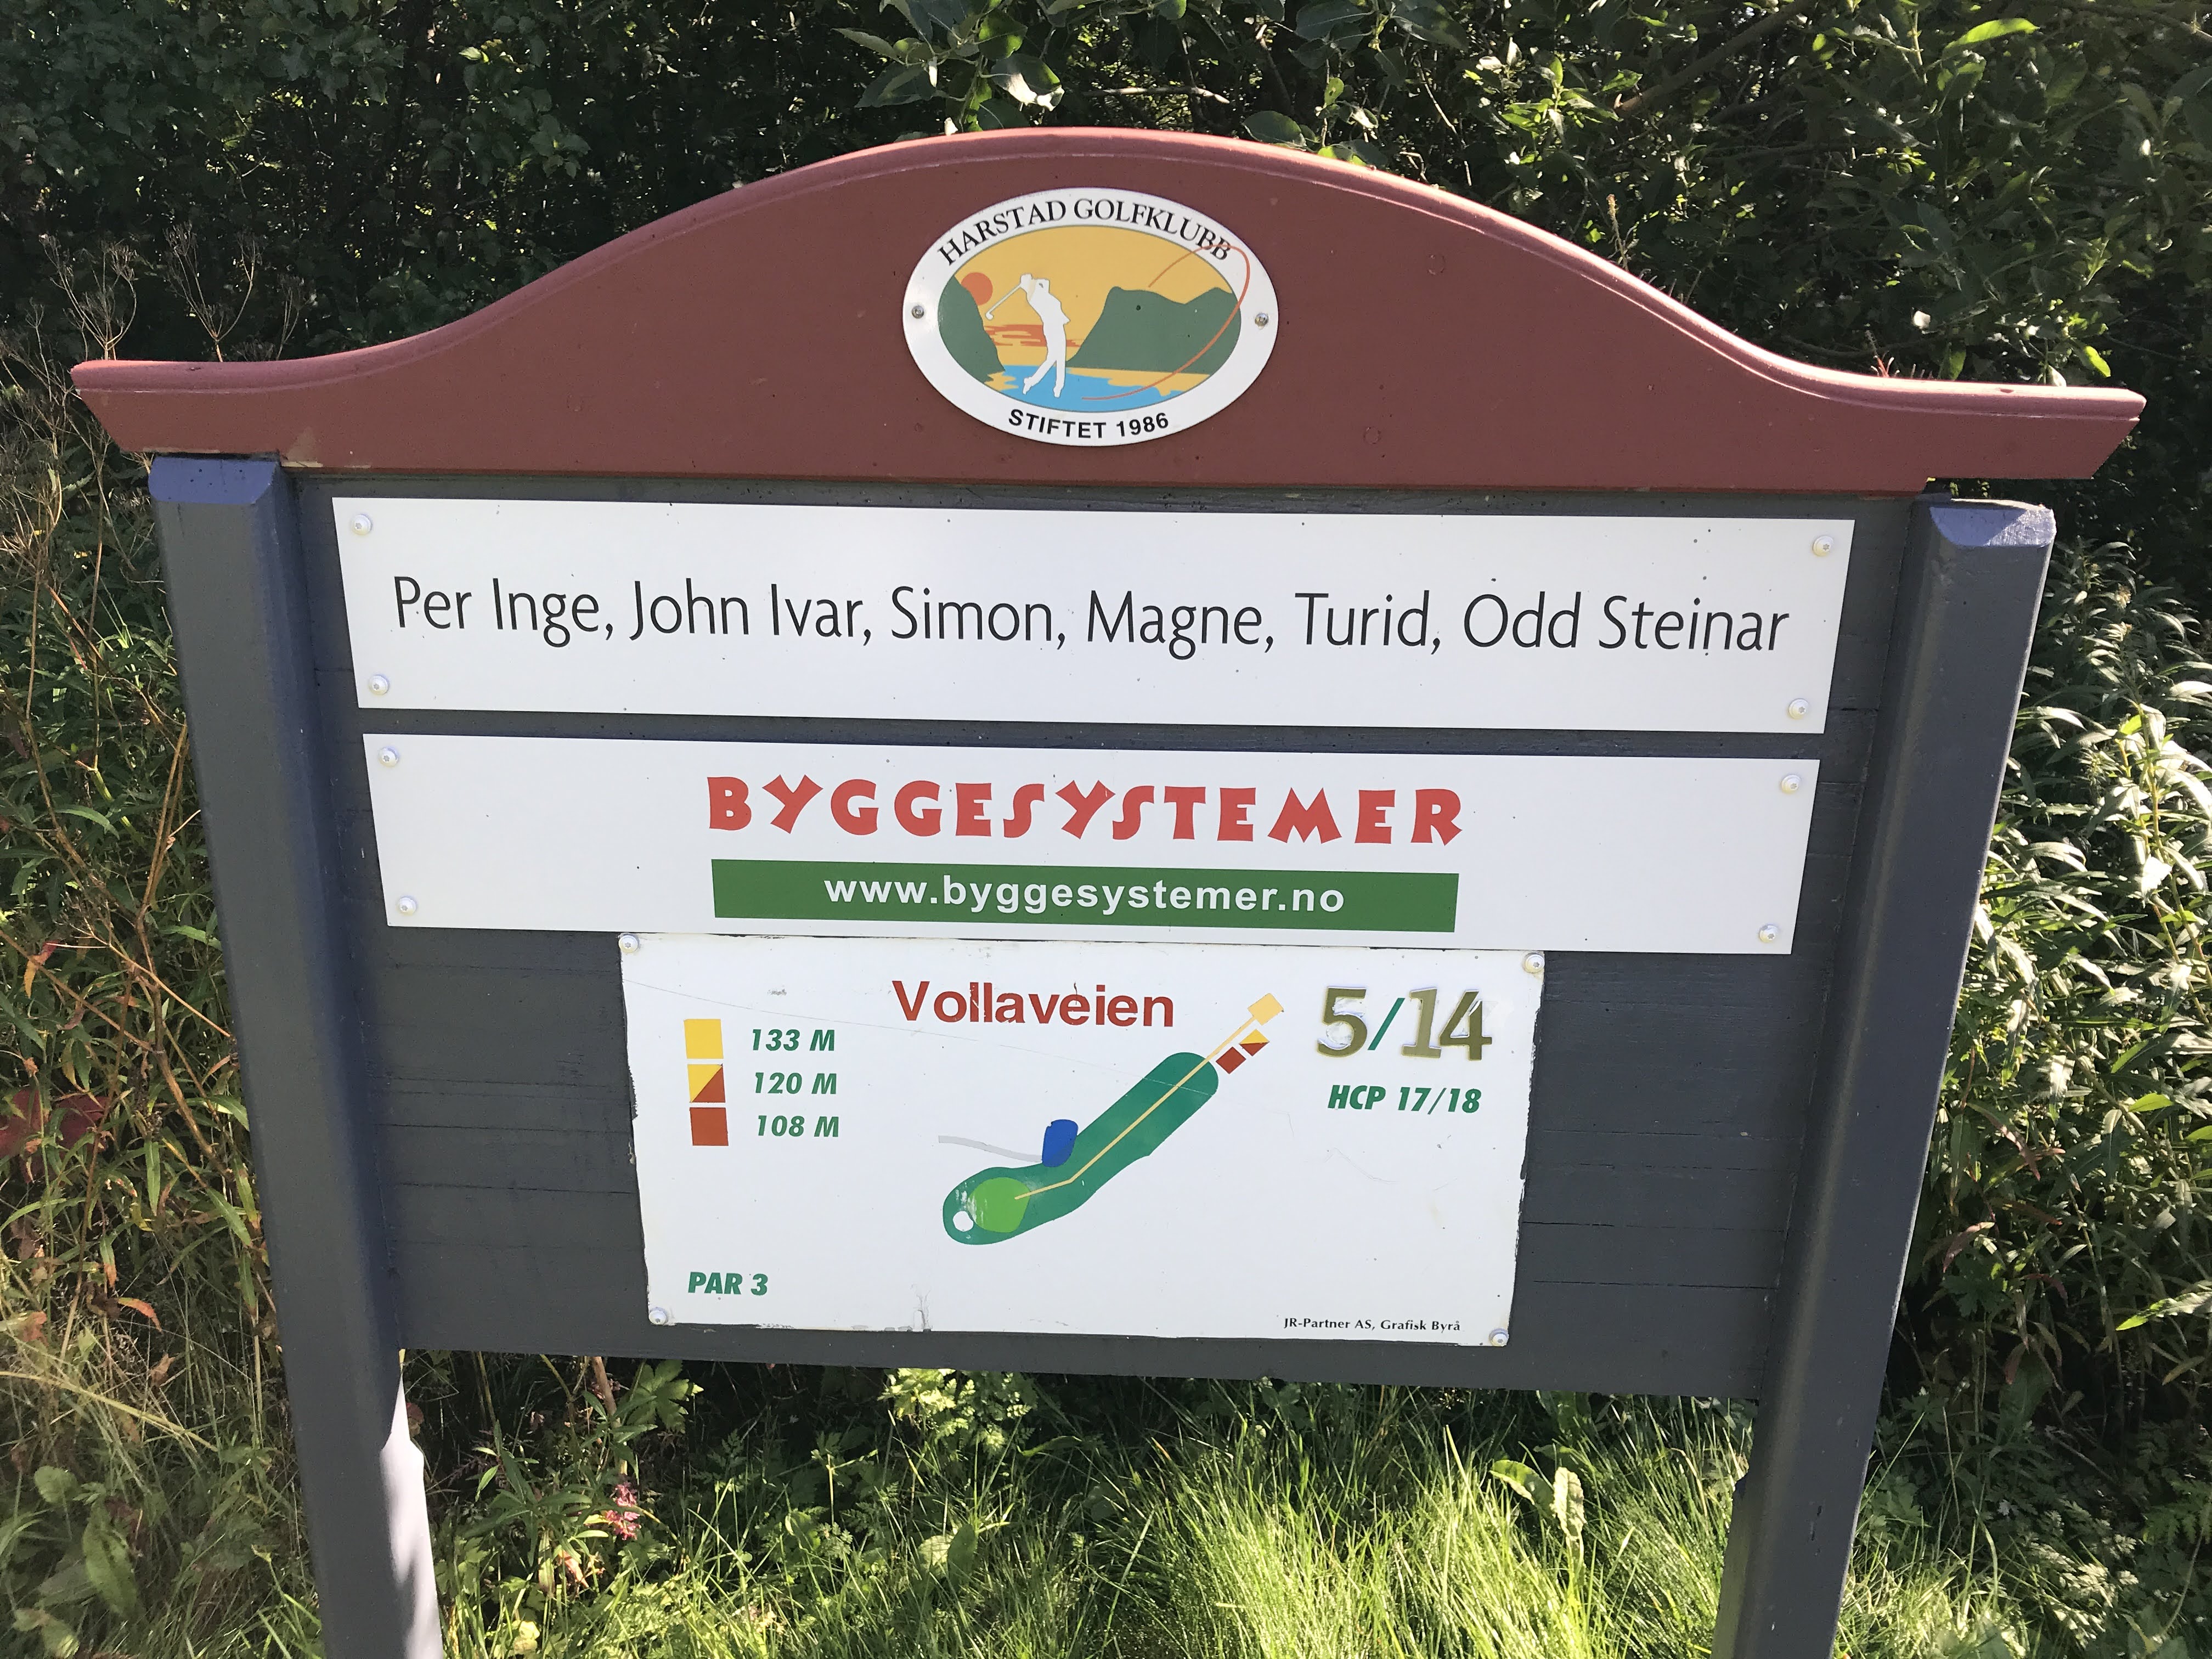 HARSTAD GOLFKLUBB
STIFTET 1986
Per Inge, John Ivar, Simon, Magne, Turid, Odd Steinar
BYGGESYSTEMER
www.byggesystemer.no
Vollaveien
5/14
HCP 17/18
133 M
120 M
108 M
PAR 3
JR-Partner AS, Grafisk Byrå